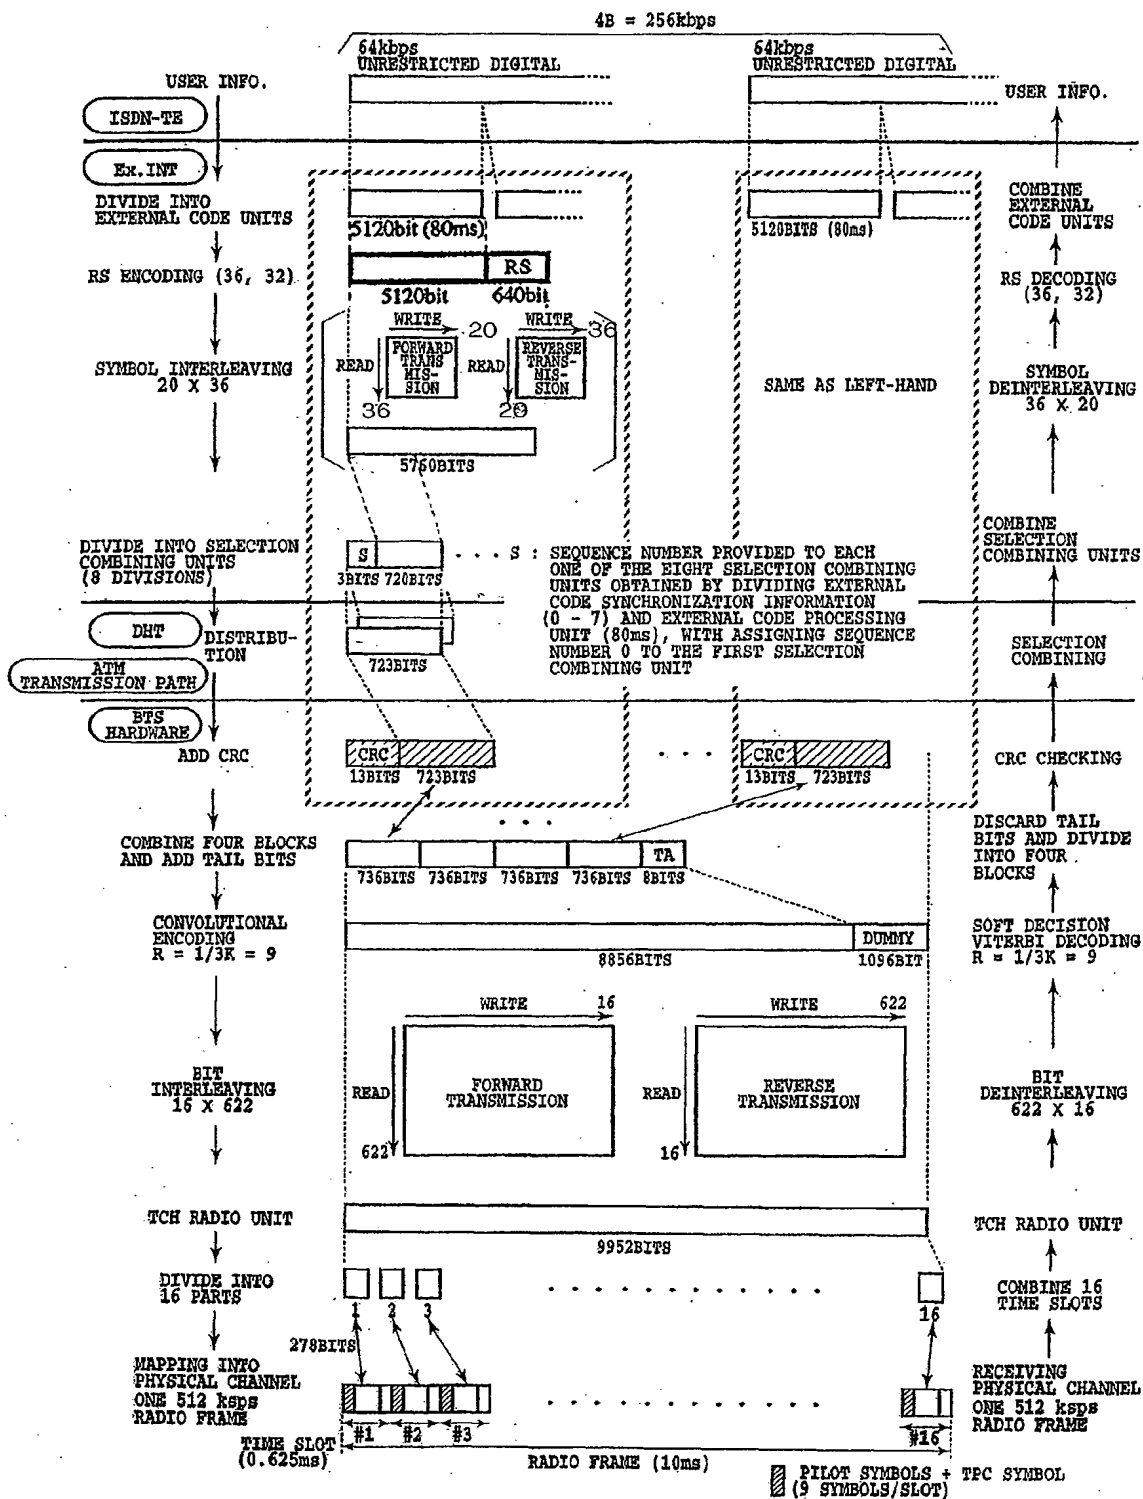 4B = 256kbps
64kbps
UNRESTRICTED DIGITAL
64kbps
UNRESTRICTED DIGITAL
USER INFO.
USER INFO.
ISDN-TE
Ex.INT
DIVIDE INTO
EXTERNAL CODE UNITS
5120bit (80ms)
5120BITS (80ms)
COMBINE
EXTERNAL
CODE UNITS
RS ENCODING (36, 32)
RS
5120bit
640bit
RS DECODING
(36, 32)
SYMBOL INTERLEAVING
20 X 36
WRITE
20
READ
FORWARD
TRANS
MIS-
SION
36
WRITE
36
READ
REVERSE
TRANS-
MIS-
SION
20
5760BITS
SAME AS LEFT-HAND
SYMBOL
DEINTERLEAVING
36 X 20
DIVIDE INTO SELECTION
COMBINING UNITS
(8 DIVISIONS)
S
3BITS 720BITS
. . . S : SEQUENCE NUMBER PROVIDED TO EACH
ONE OF THE EIGHT SELECTION COMBINING
UNITS OBTAINED BY DIVIDING EXTERNAL
CODE SYNCHRONIZATION INFORMATION
(0 - 7) AND EXTERNAL CODE PROCESSING
UNIT (80ms), WITH ASSIGNING SEQUENCE
NUMBER 0 TO THE FIRST SELECTION
COMBINING UNIT
COMBINE
SELECTION
COMBINING UNITS
DHT
DISTRIBU-
TION
723BITS
SELECTION
COMBINING
ATM
TRANSMISSION PATH
BTS
HARDWARE
ADD CRC
CRC
13BITS 723BITS
. . .
CRC
13BITS 723BITS
CRC CHECKING
. . .
COMBINE FOUR BLOCKS
AND ADD TAIL BITS
TA
736BITS 736BITS 736BITS 736BITS 8BITS
DISCARD TAIL
BITS AND DIVIDE
INTO FOUR
BLOCKS
CONVOLUTIONAL
ENCODING
R = 1/3K = 9
DUMMY
8856BITS
1096BIT
SOFT DECISION
VITERBI DECODING
R = 1/3K = 9
BIT
INTERLEAVING
16 X 622
WRITE
16
READ
FORWARD
TRANSMISSION
622
WRITE
622
READ
REVERSE
TRANSMISSION
16
BIT
DEINTERLEAVING
622 X 16
TCH RADIO UNIT
9952BITS
TCH RADIO UNIT
DIVIDE INTO
16 PARTS
1
2
3
16
COMBINE 16
TIME SLOTS
278BITS
MAPPING INTO
PHYSICAL CHANNEL
ONE 512 ksps
RADIO FRAME
#1
#2
#3
#16
RECEIVING
PHYSICAL CHANNEL
ONE 512 ksps
RADIO FRAME
TIME SLOT
(0.625ms)
RADIO FRAME (10ms)
PILOT SYMBOLS + TPC SYMBOL
(9 SYMBOLS/SLOT)